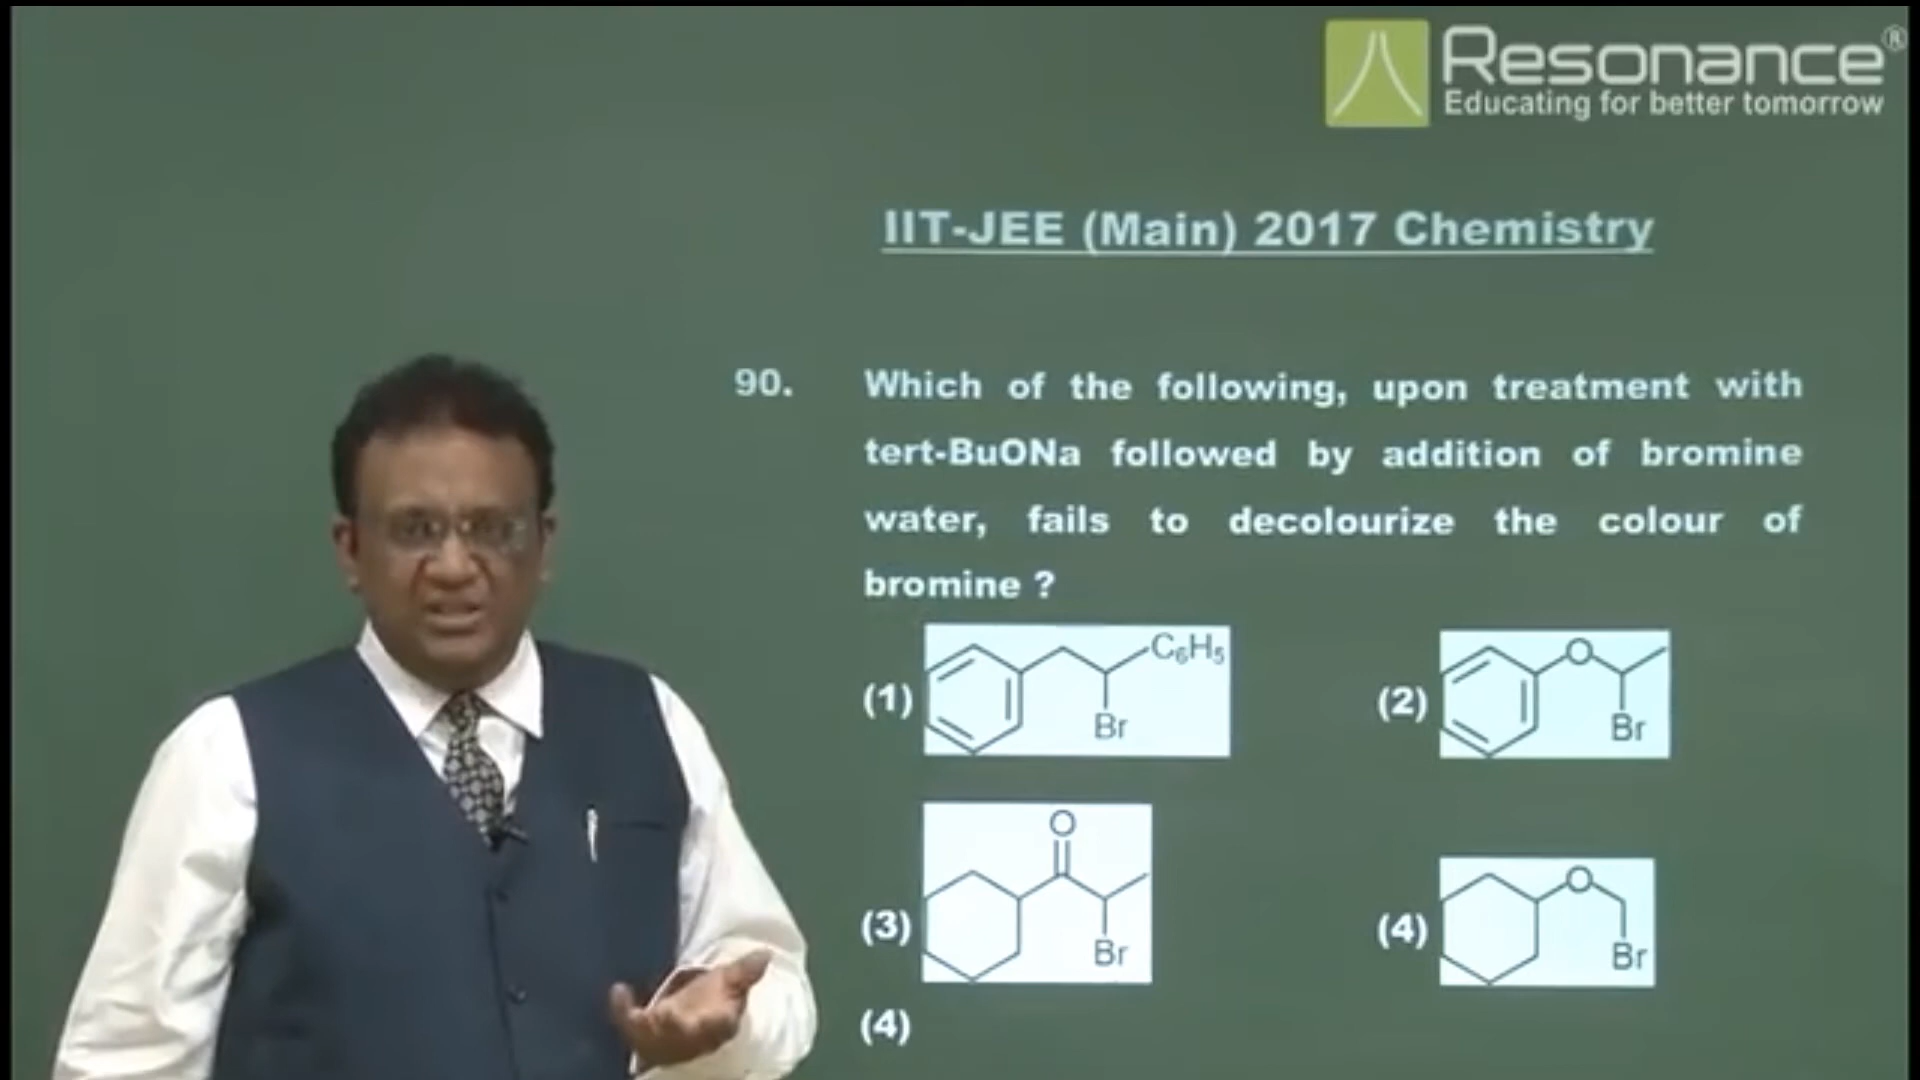 Resonance®
Educating for better tomorrow
IIT-JEE (Main) 2017 Chemistry
90. Which of the following, upon treatment with
tert-BuONa followed by addition of bromine
water, fails to decolourize the colour of
bromine ?
(1) C₆H₅ Br (2) O Br
(3) O Br (4) O Br
(4)